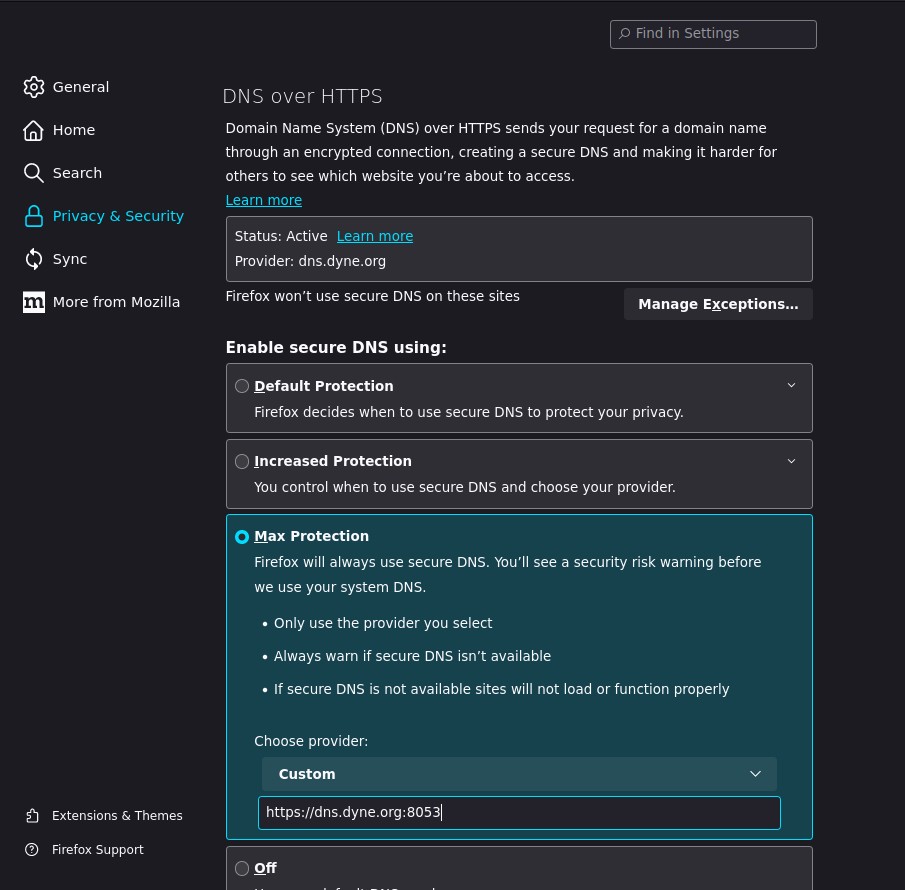 Find in Settings
General
Home
Search
Privacy & Security
Sync
m More from Mozilla
DNS over HTTPS
Domain Name System (DNS) over HTTPS sends your request for a domain name
through an encrypted connection, creating a secure DNS and making it harder for
others to see which website you’re about to access.
Learn more
Status: Active Learn more
Provider: dns.dyne.org
Firefox won’t use secure DNS on these sites
Manage Exceptions…
Enable secure DNS using:
Default Protection
Firefox decides when to use secure DNS to protect your privacy.
Increased Protection
You control when to use secure DNS and choose your provider.
Max Protection
Firefox will always use secure DNS. You’ll see a security risk warning before
we use your system DNS.
• Only use the provider you select
• Always warn if secure DNS isn’t available
• If secure DNS is not available sites will not load or function properly
Choose provider:
Custom
https://dns.dyne.org:8053
Off
Extensions & Themes
Firefox Support